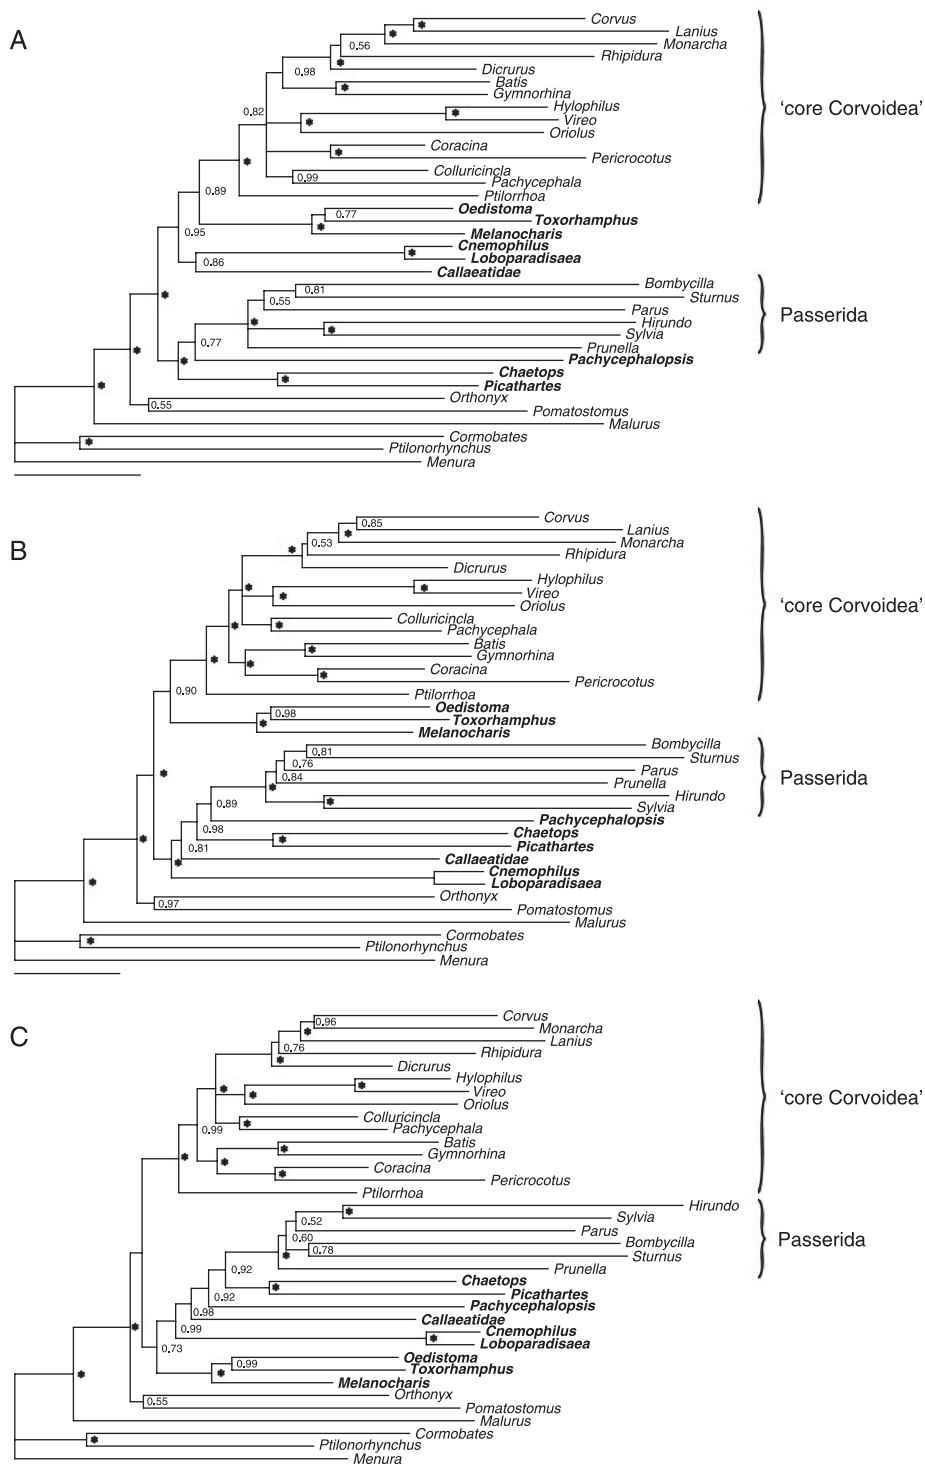 A
Corvus
Lanius
Monarcha
0.56
Rhipidura
0.98
Dicrurus
Batis
Gymnorhina
Hylophilus
0.82
'core Corvoidea'
Vireo
Oriolus
Coracina
Pericrocotus
Colluricincla
0.99
Pachycephala
0.89
Ptilorrhoa
Oedistoma
0.77
Toxorhamphus
0.95
Melanocharis
Cnemophilus
0.86
Loboparadisaea
Callaeatidae
Bombycilla
0.81
Sturnus
0.55
Parus
Passerida
Hirundo
Sylvia
0.77
Prunella
Pachycephalopsis
Chaetops
Picathartes
Orthonyx
0.55
Pomatostomus
Malurus
Cormobates
Ptilonorhynchus
Menura
B
Corvus
0.85
Lanius
0.53
Monarcha
Rhipidura
Dicrurus
Hylophilus
Vireo
'core Corvoidea'
Oriolus
Colluricincla
Pachycephala
Batis
Gymnorhina
Coracina
Pericrocotus
0.90
Ptilorrhoa
Oedistoma
0.98
Toxorhamphus
Melanocharis
Bombycilla
0.81
Sturnus
0.76
Parus
0.84
Passerida
Prunella
Hirundo
0.89
Sylvia
Pachycephalopsis
0.98
Chaetops
Picathartes
0.81
Callaeatidae
Cnemophilus
Loboparadisaea
Orthonyx
0.97
Pomatostomus
Malurus
Cormobates
Ptilonorhynchus
Menura
C
Corvus
0.96
Monarcha
Lanius
0.76
Rhipidura
Dicrurus
Hylophilus
Vireo
'core Corvoidea'
Oriolus
Colluricincla
0.99
Pachycephala
Batis
Gymnorhina
Coracina
Pericrocotus
Ptilorrhoa
Hirundo
0.52
Sylvia
Parus
0.60
Passerida
Bombycilla
0.78
Sturnus
0.92
Prunella
Chaetops
0.92
Picathartes
Pachycephalopsis
0.98
Callaeatidae
0.99
Cnemophilus
Loboparadisaea
0.73
Oedistoma
0.99
Toxorhamphus
Melanocharis
Orthonyx
0.55
Pomatostomus
Malurus
Cormobates
Ptilonorhynchus
Menura